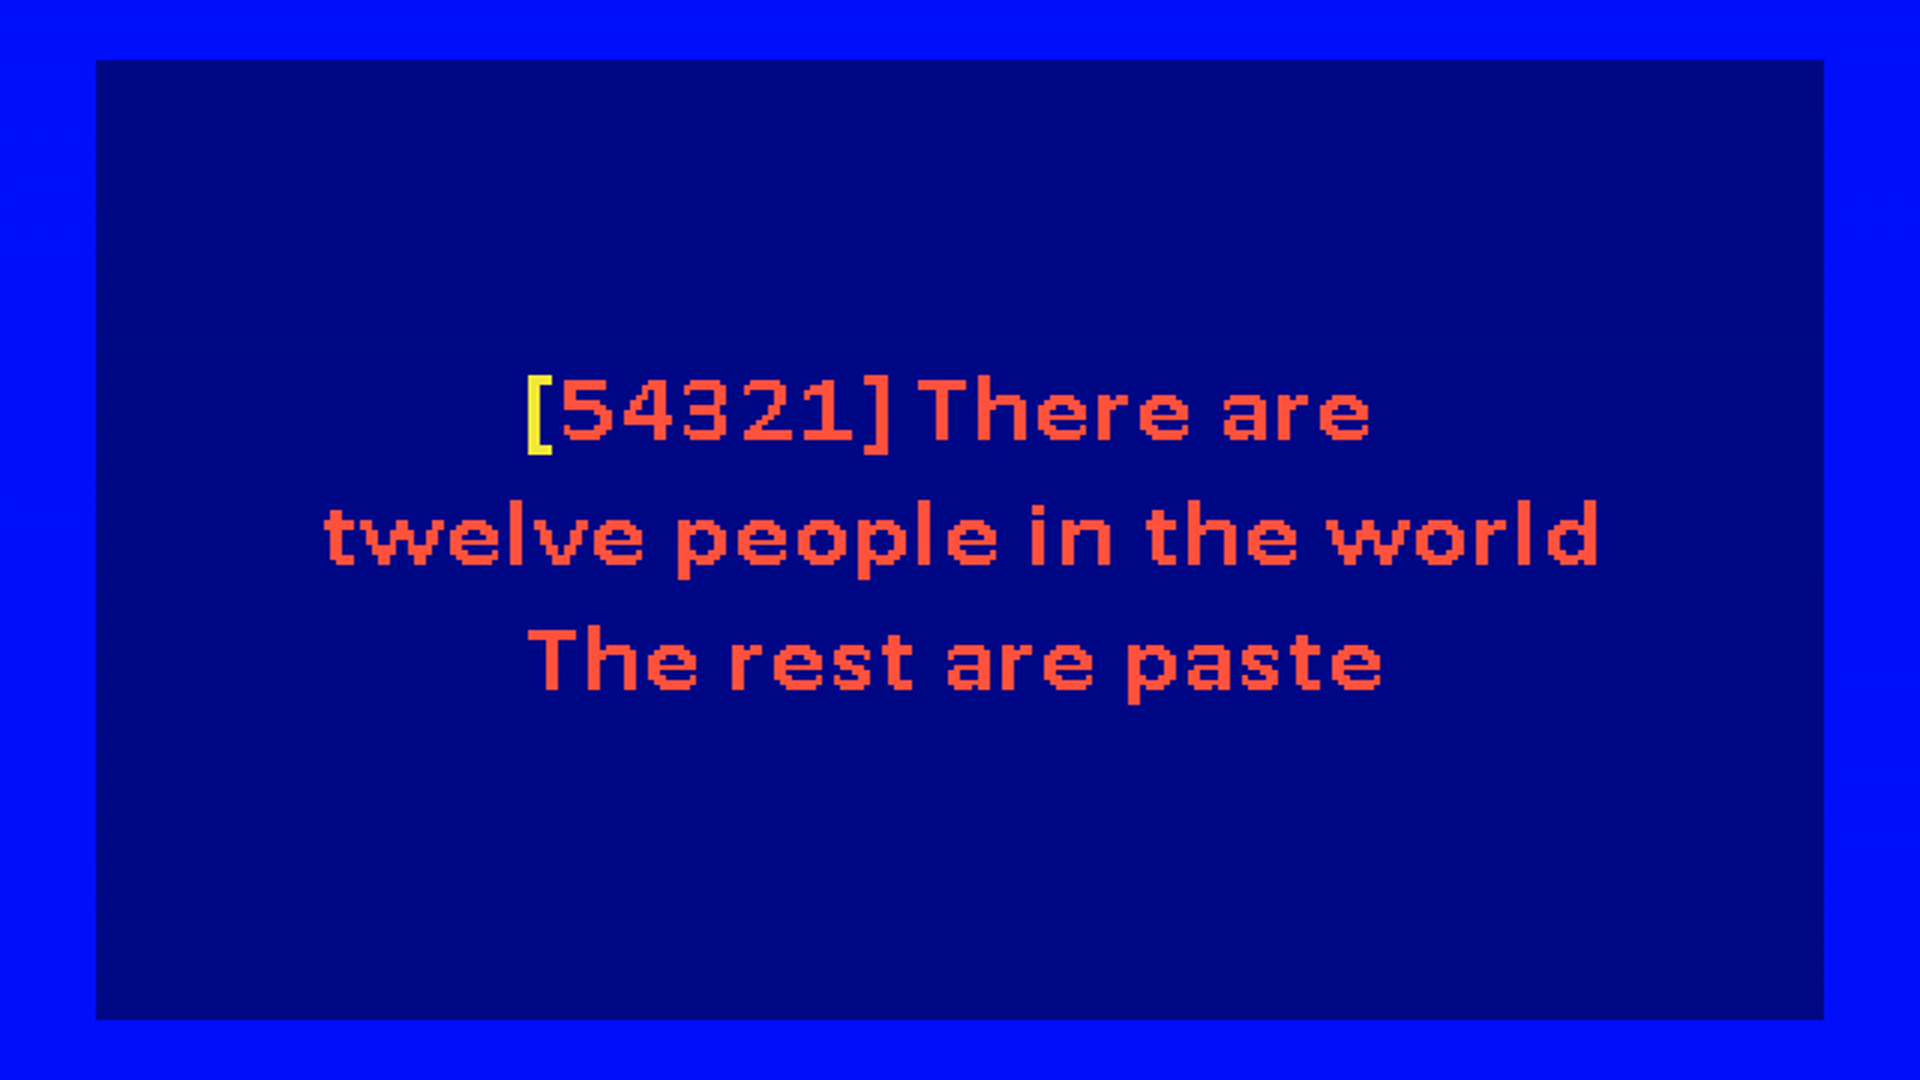 [54321] There are
twelve people in the world
The rest are paste